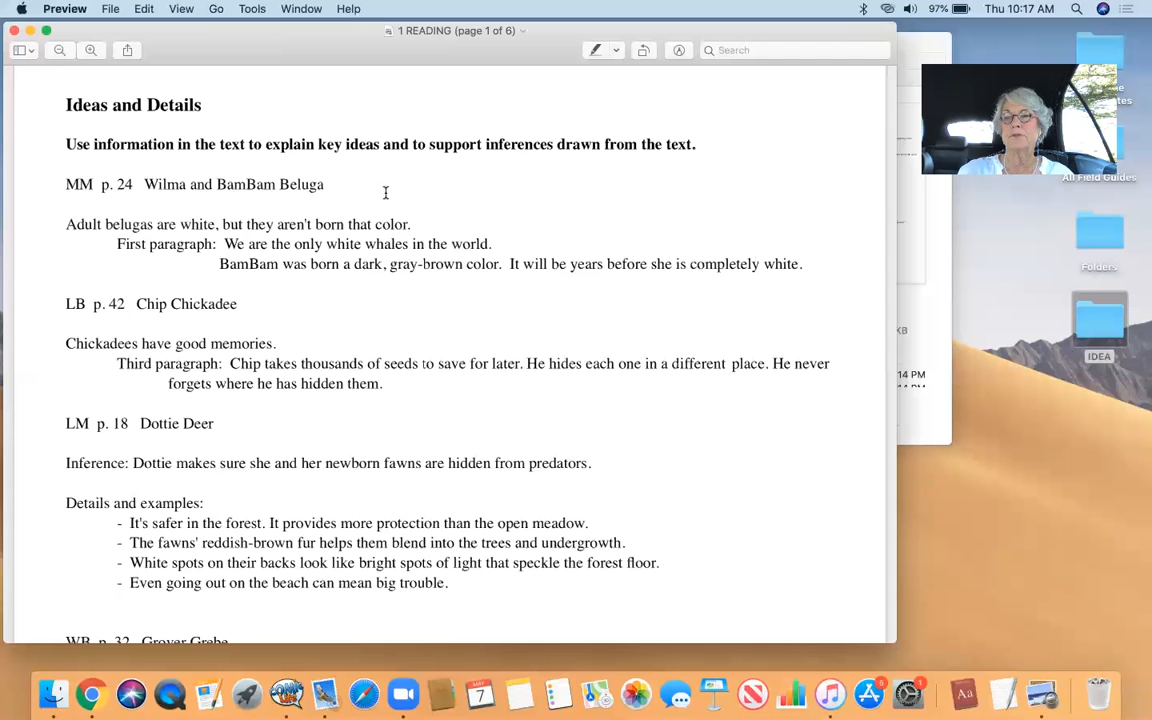 Preview File Edit View Go Tools Window Help 97% Thu 10:17 AM
1 READING (page 1 of 6)
Search
Ideas and Details
Use information in the text to explain key ideas and to support inferences drawn from the text.
MM p. 24 Wilma and BamBam Beluga
Adult belugas are white, but they aren't born that color.
First paragraph: We are the only white whales in the world.
BamBam was born a dark, gray-brown color. It will be years before she is completely white.
LB p. 42 Chip Chickadee
Chickadees have good memories.
Third paragraph: Chip takes thousands of seeds to save for later. He hides each one in a different place. He never
forgets where he has hidden them.
LM p. 18 Dottie Deer
Inference: Dottie makes sure she and her newborn fawns are hidden from predators.
Details and examples:
- It's safer in the forest. It provides more protection than the open meadow.
- The fawns' reddish-brown fur helps them blend into the trees and undergrowth.
- White spots on their backs look like bright spots of light that speckle the forest floor.
- Even going out on the beach can mean big trouble.
WB p. 32 Grover Grebe
All Field Guides
Folders
IDEA
KB
14 PM
7